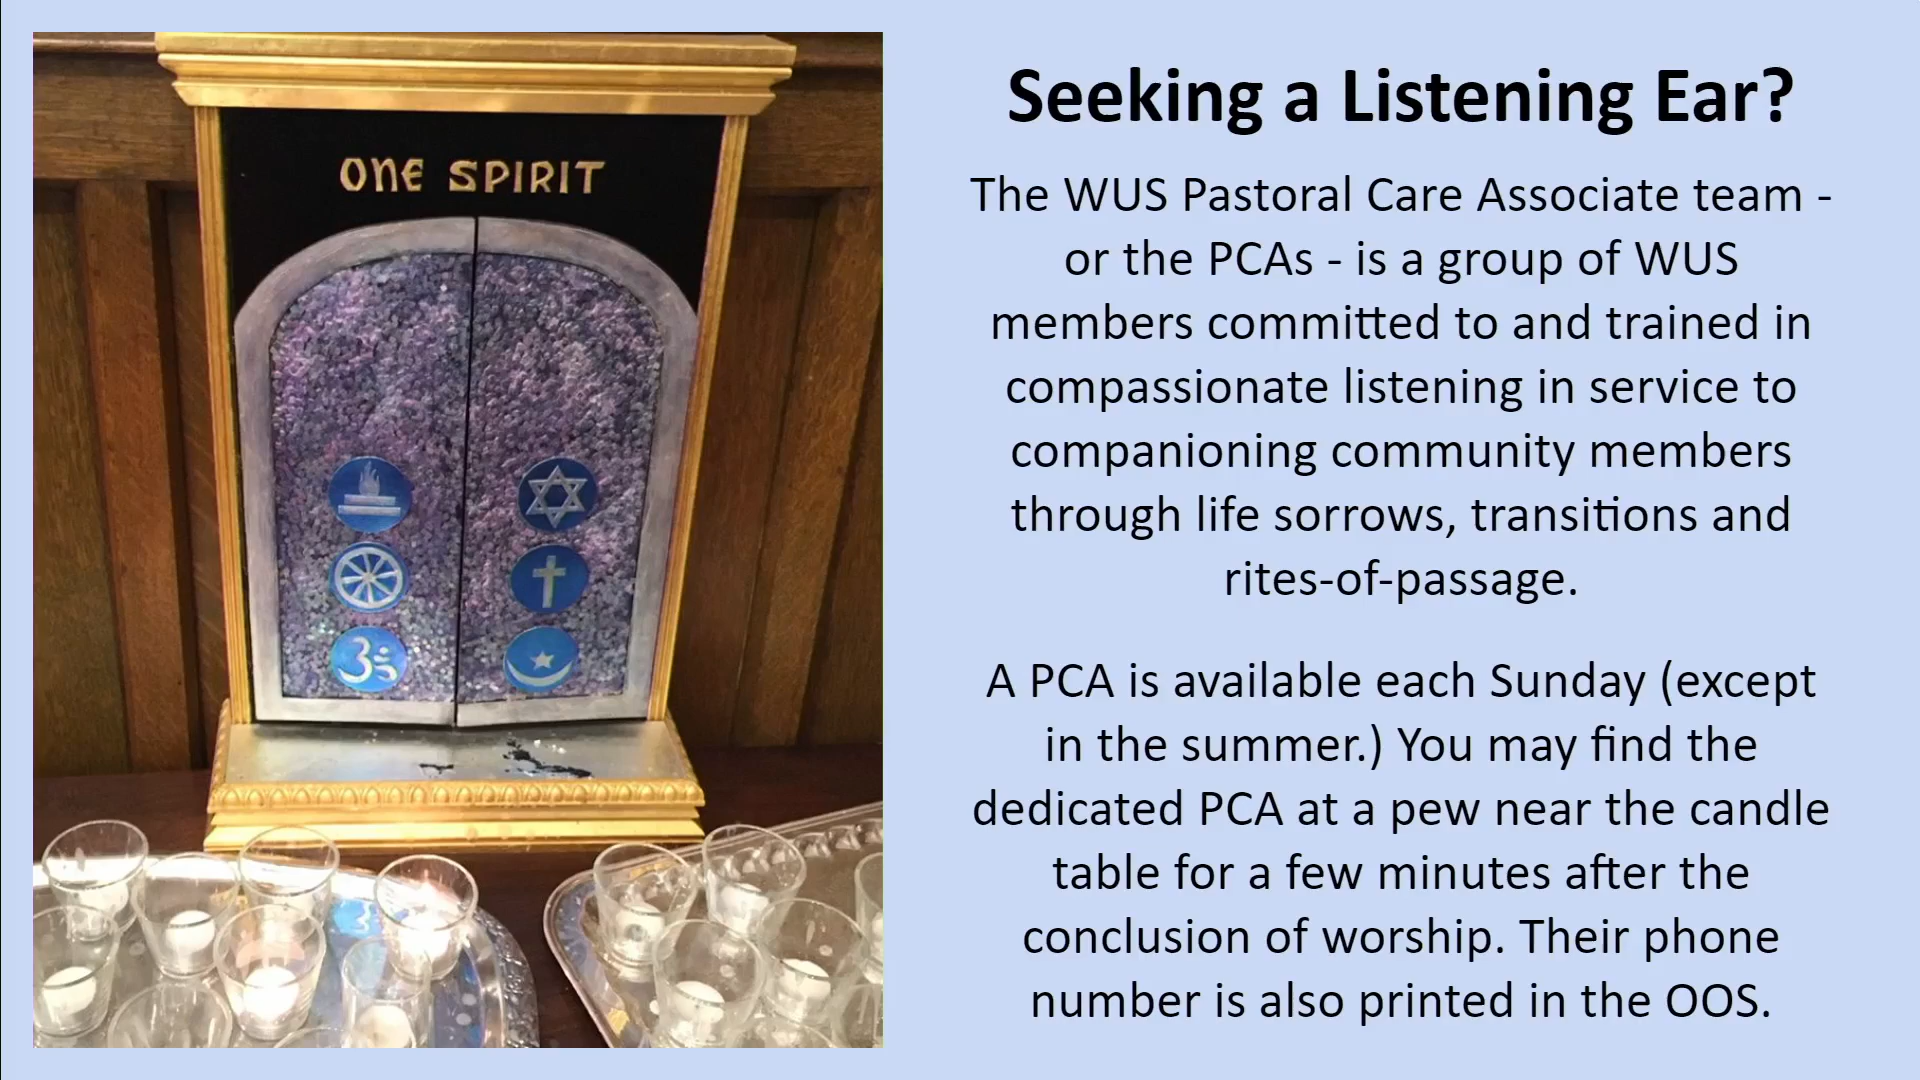 ONE SPIRIT
Seeking a Listening Ear?
The WUS Pastoral Care Associate team -
or the PCAs - is a group of WUS
members committed to and trained in
compassionate listening in service to
companioning community members
through life sorrows, transitions and
rites-of-passage.
A PCA is available each Sunday (except
in the summer.) You may find the
dedicated PCA at a pew near the candle
table for a few minutes after the
conclusion of worship. Their phone
number is also printed in the OOS.